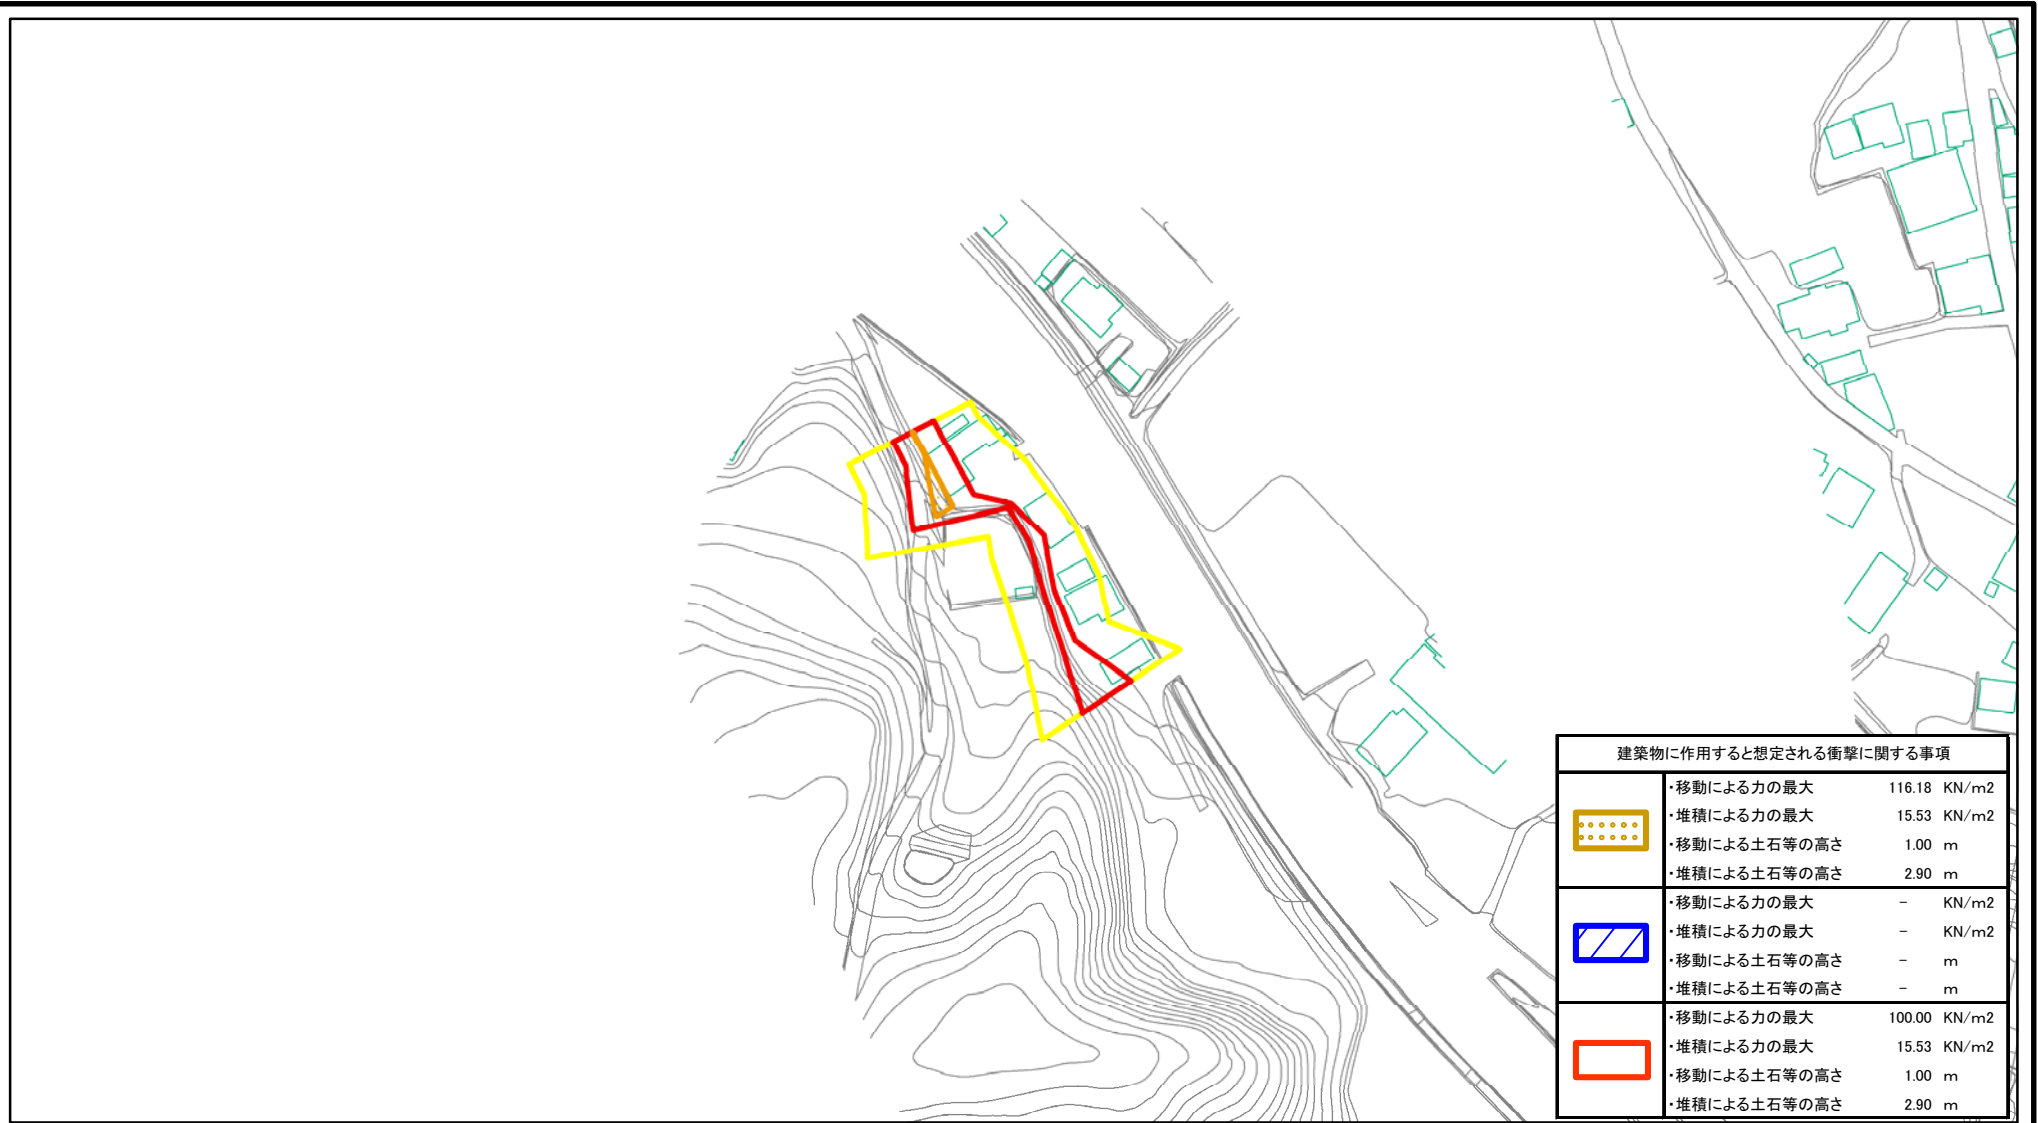 建築物に作用すると想定される衝撃に関する事項
・移動による力の最大 116.18 KN/m2
・堆積による力の最大 15.53 KN/m2
・移動による土石等の高さ 1.00 m
・堆積による土石等の高さ 2.90 m
・移動による力の最大 − KN/m2
・堆積による力の最大 − KN/m2
・移動による土石等の高さ − m
・堆積による土石等の高さ − m
・移動による力の最大 100.00 KN/m2
・堆積による力の最大 15.53 KN/m2
・移動による土石等の高さ 1.00 m
・堆積による土石等の高さ 2.90 m